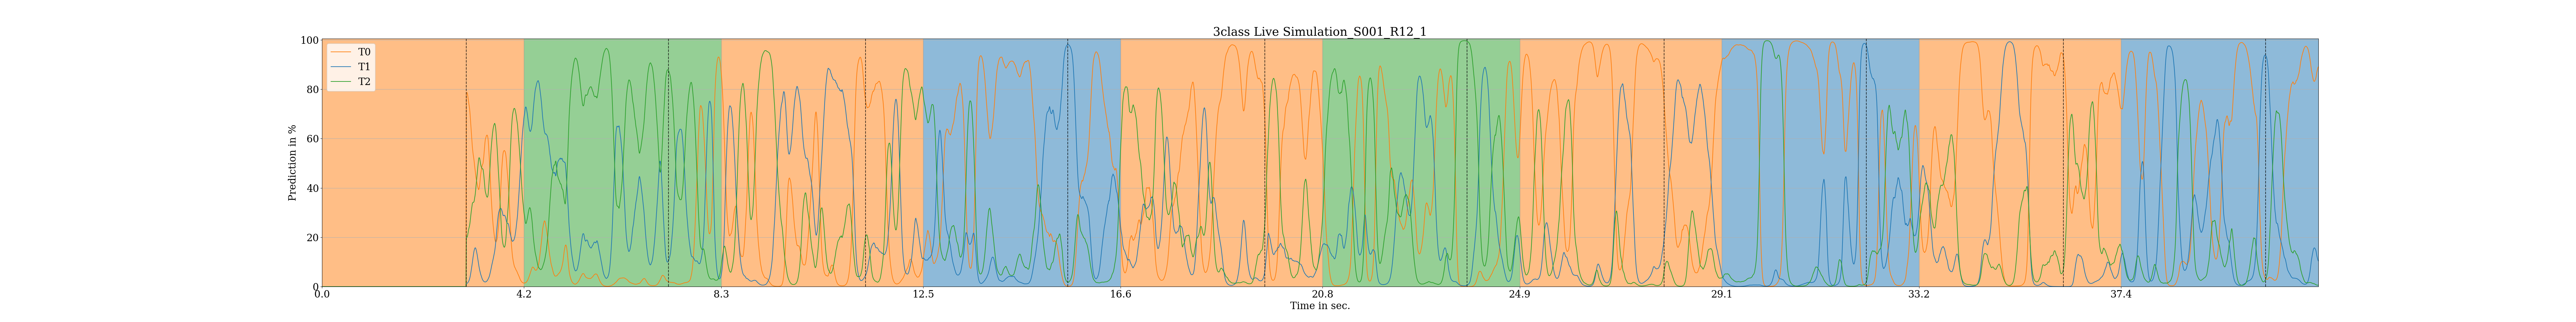 3class Live Simulation_S001_R12_1
100
80
60
40
20
0
Prediction in %
T0
T1
T2
0.0 4.2 8.3 12.5 16.6 20.8 24.9 29.1 33.2 37.4
Time in sec.